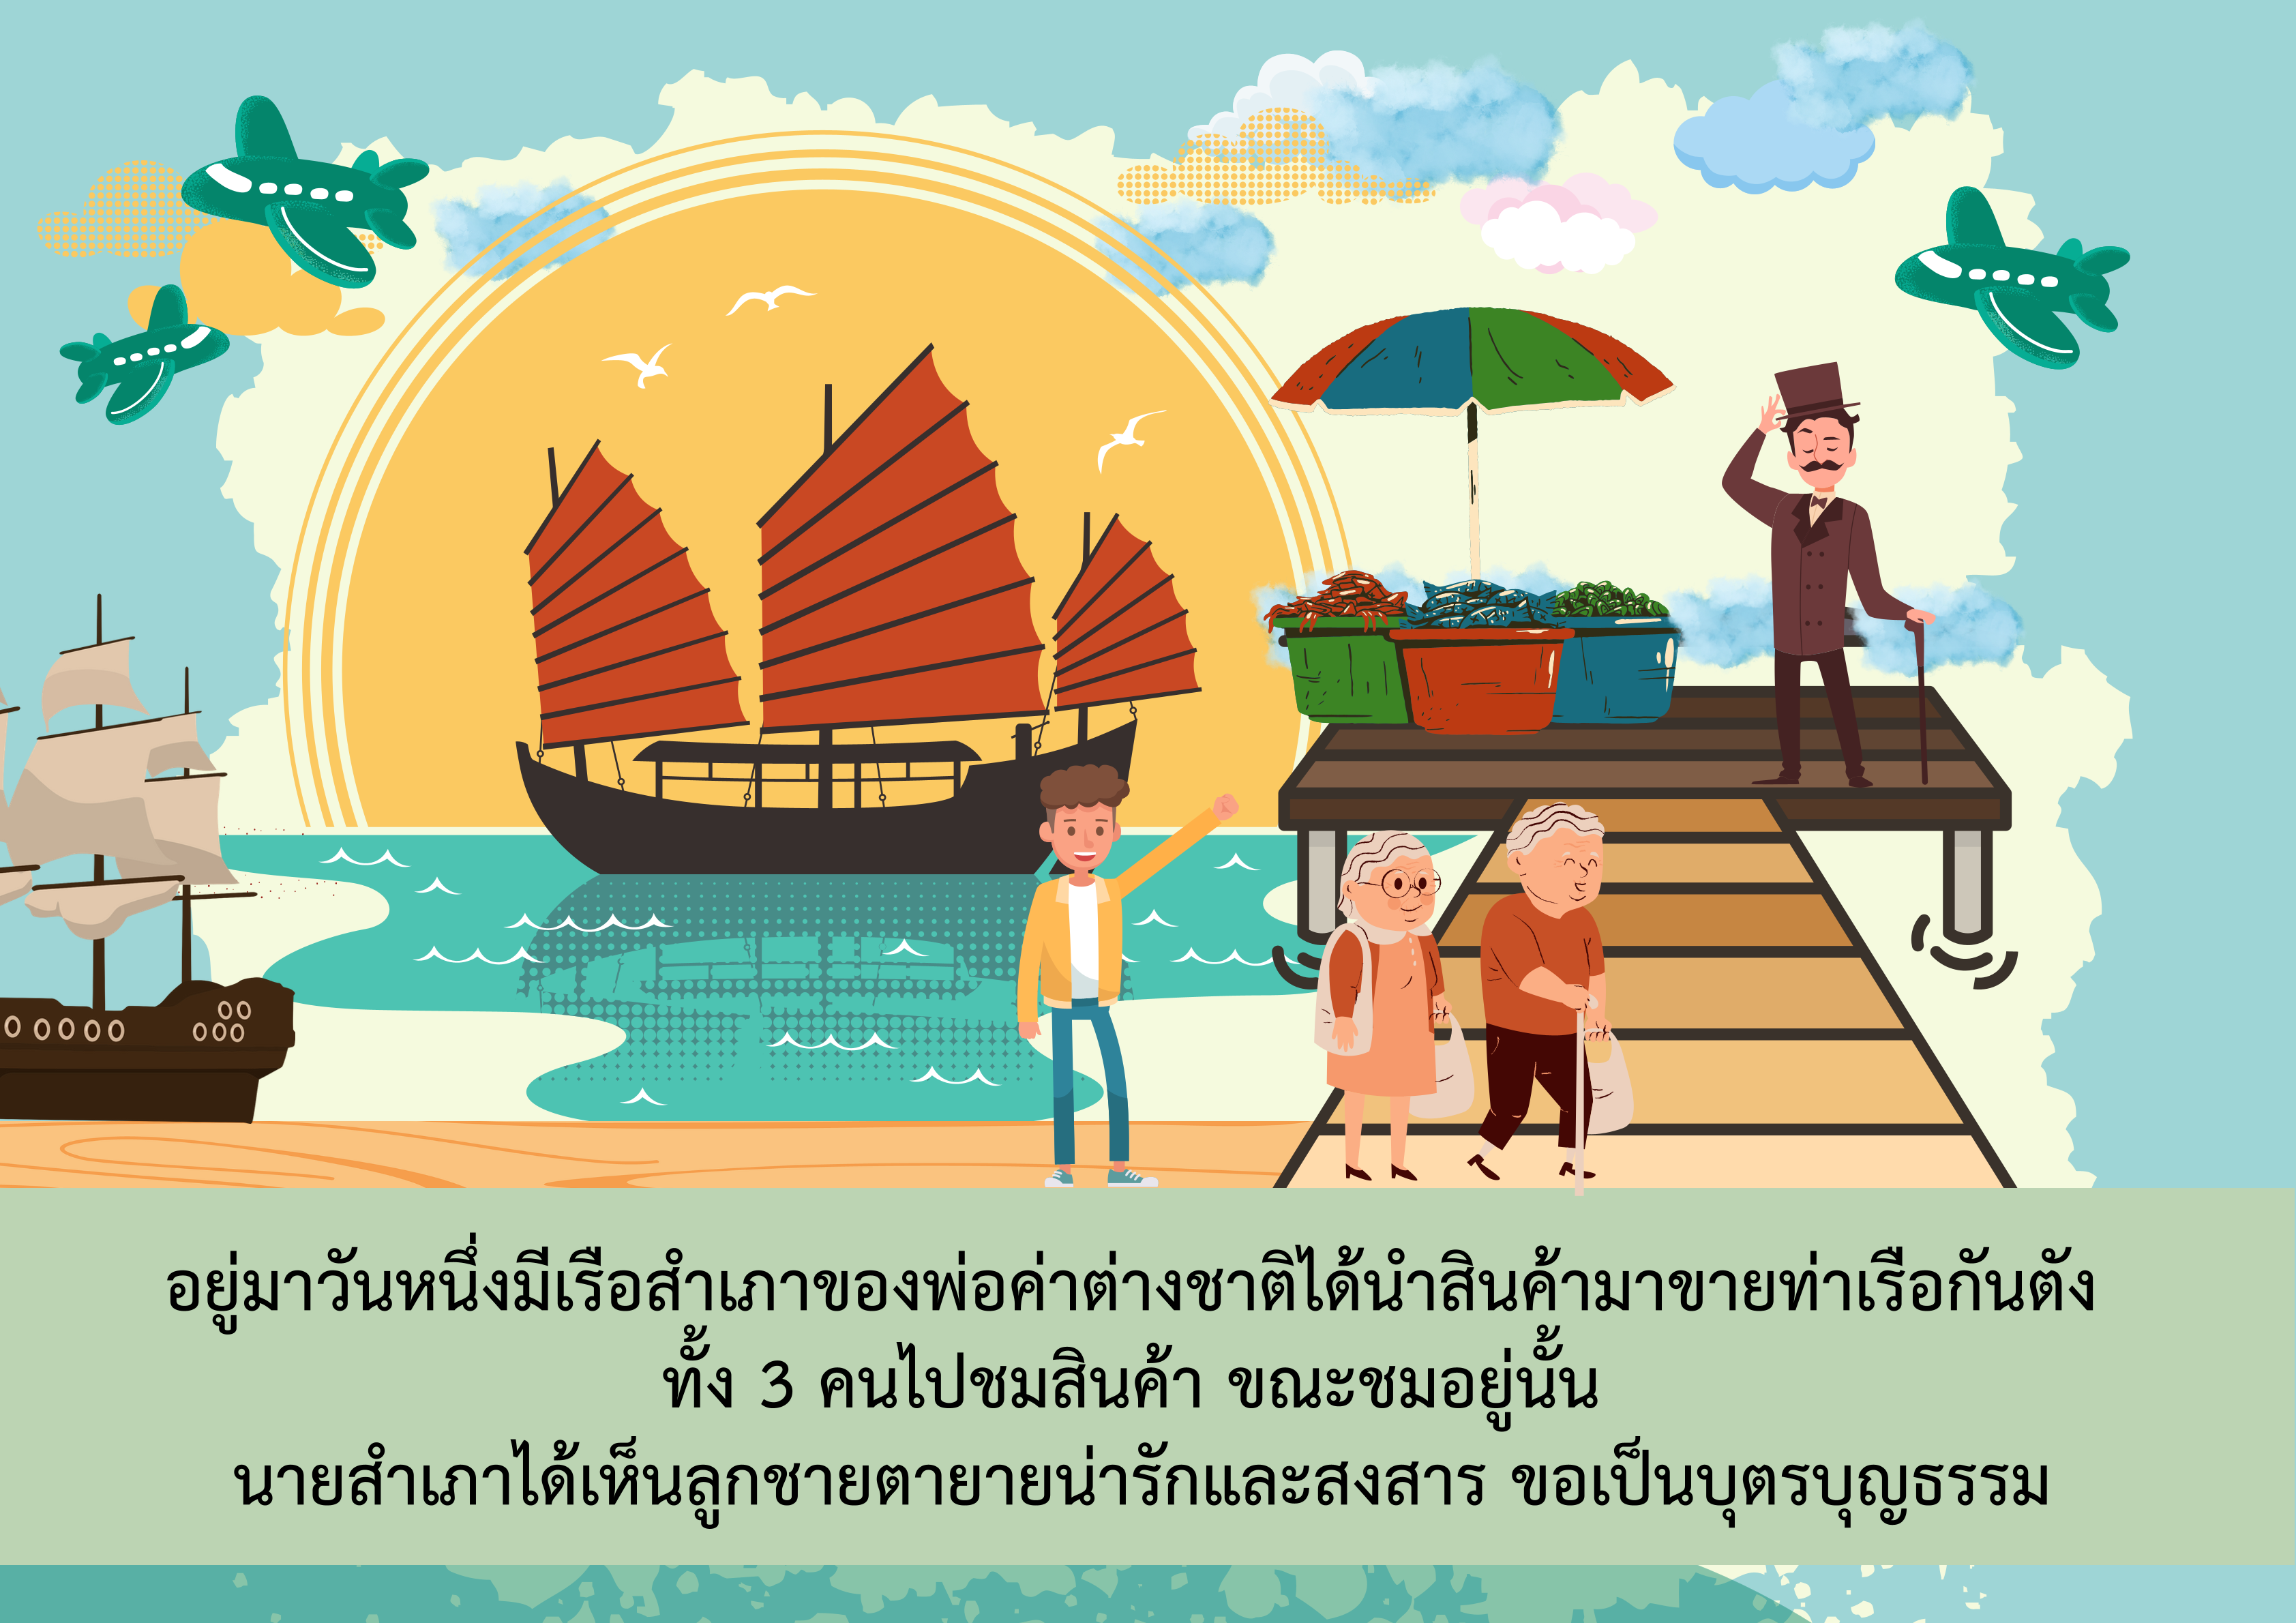 อยู่มาวันหนึ่งมีเรือสำเภาของพ่อค่าต่างชาติได้นำสินค้ามาขายท่าเรือกันตัง
ทั้ง 3 คนไปชมสินค้า ขณะชมอยู่นั้น
นายสำเภาได้เห็นลูกชายตายายน่ารักและสงสาร ขอเป็นบุตรบุญธรรม